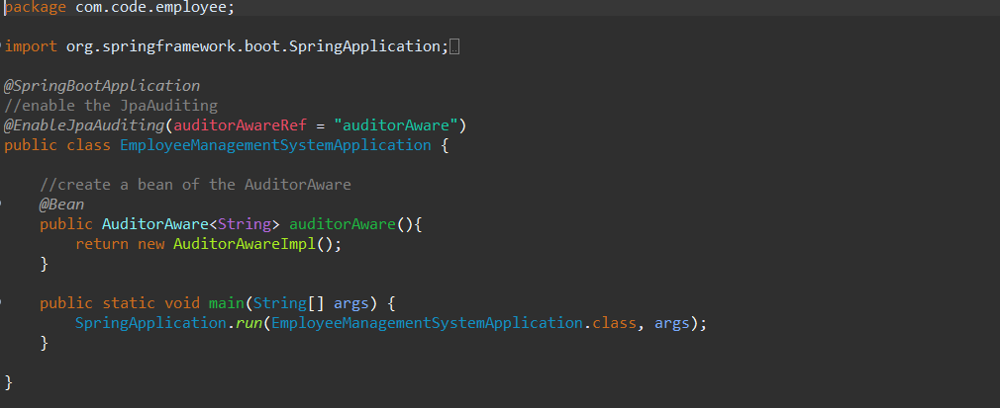 package com.code.employee;
import org.springframework.boot.SpringApplication;
@SpringBootApplication
//enable the JpaAuditing
@EnableJpaAuditing(auditorAwareRef = "auditorAware")
public class EmployeeManagementSystemApplication {
//create a bean of the AuditorAware
@Bean
public AuditorAware<String> auditorAware(){
return new AuditorAwareImpl();
}
public static void main(String[] args) {
SpringApplication.run(EmployeeManagementSystemApplication.class, args);
}
}